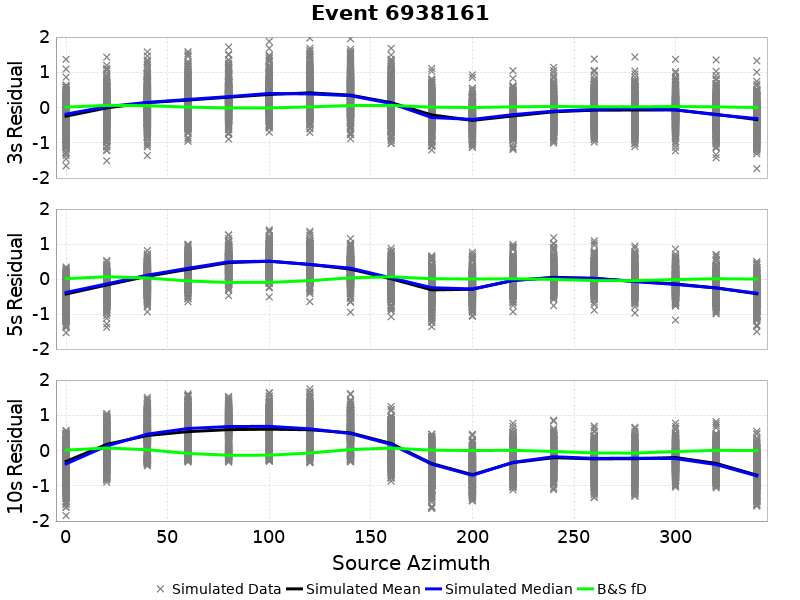 Event 6938161
3s Residual
2
1
0
-1
-2
5s Residual
2
1
0
-1
-2
10s Residual
2
1
0
-1
-2
0 50 100 150 200 250 300
Source Azimuth
Simulated Data Simulated Mean Simulated Median B&S fD